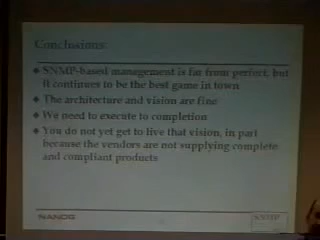 Conclusions:
SNMP-based management is far from perfect, but
it continues to be the best game in town
The architecture and vision are fine
We need to execute to completion
You do not yet get to live that vision, in part
because the vendors are not supplying complete
and compliant products
NANOG
SNMP